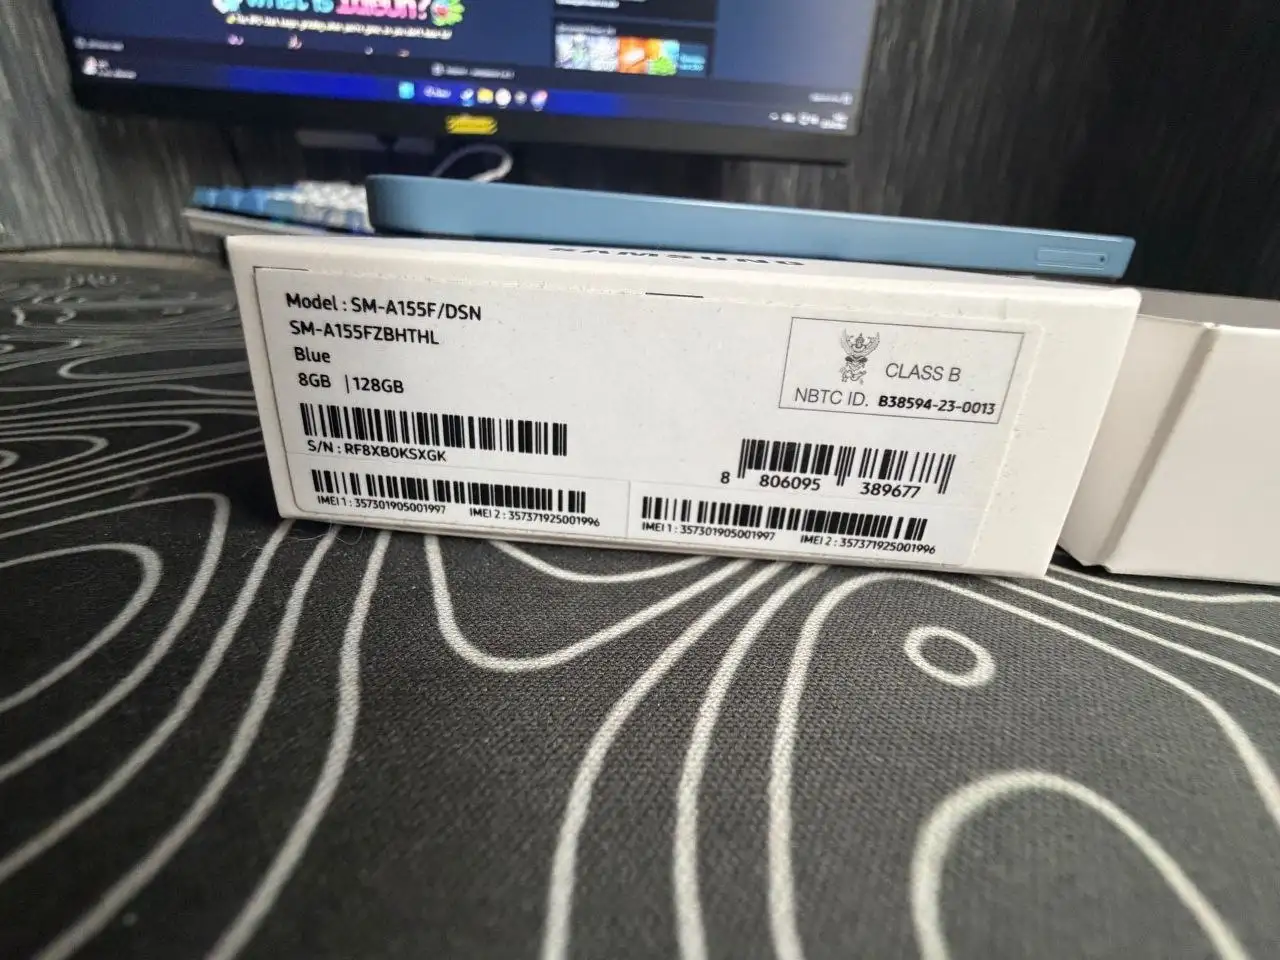 SAMSUNG
Model : SM-A155F/DSN
SM-A155FZBHTHL
Blue
8GB | 128GB
S/N : RF8XB0KSXGK
IMEI 1 : 357301905001997 IMEI 2 : 357371925001996
CLASS B
NBTC ID. B38594-23-0013
8 806095 389677
IMEI 1 : 357301905001997 IMEI 2 : 357371925001996